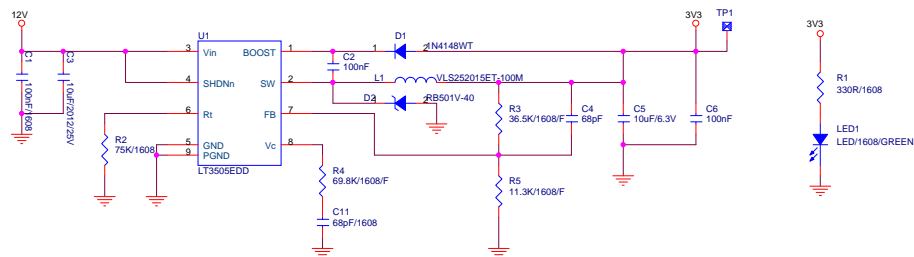 12V
U1
3 Vin BOOST 1
4 SHDNn SW 2
6 Rt FB 7
5 GND Vc 8
9 PGND
LT3505EDD
C1
100nF/1608
C3
10uF/2012/25V
R2
75K/1608
C2
100nF
D1
1 2
1N4148WT
L1
VLS252015ET-100M
D2
1 2
RB501V-40
R3
36.5K/1608/F
C4
68pF
C5
10uF/6.3V
C6
100nF
R4
69.8K/1608/F
C11
68pF/1608
R5
11.3K/1608/F
3V3
TP1
3V3
R1
330R/1608
LED1
LED/1608/GREEN